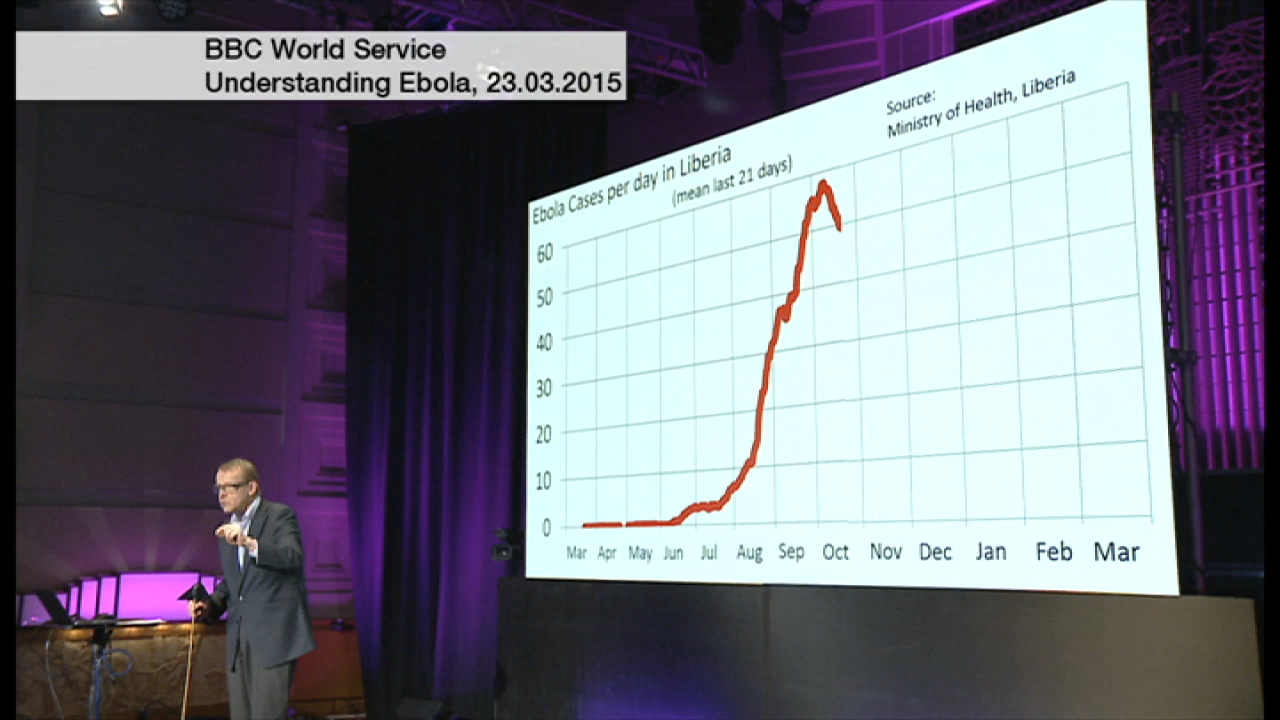 BBC World Service
Understanding Ebola, 23.03.2015
Source:
Ministry of Health, Liberia
Ebola Cases per day in Liberia
(mean last 21 days)
60
50
40
30
20
10
0
Mar Apr May Jun Jul Aug Sep Oct Nov Dec Jan Feb Mar